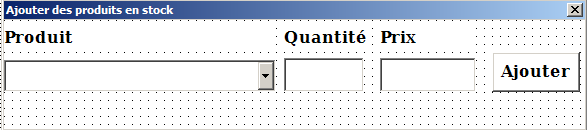 Ajouter des produits en stock
Produit Quantité Prix
Ajouter